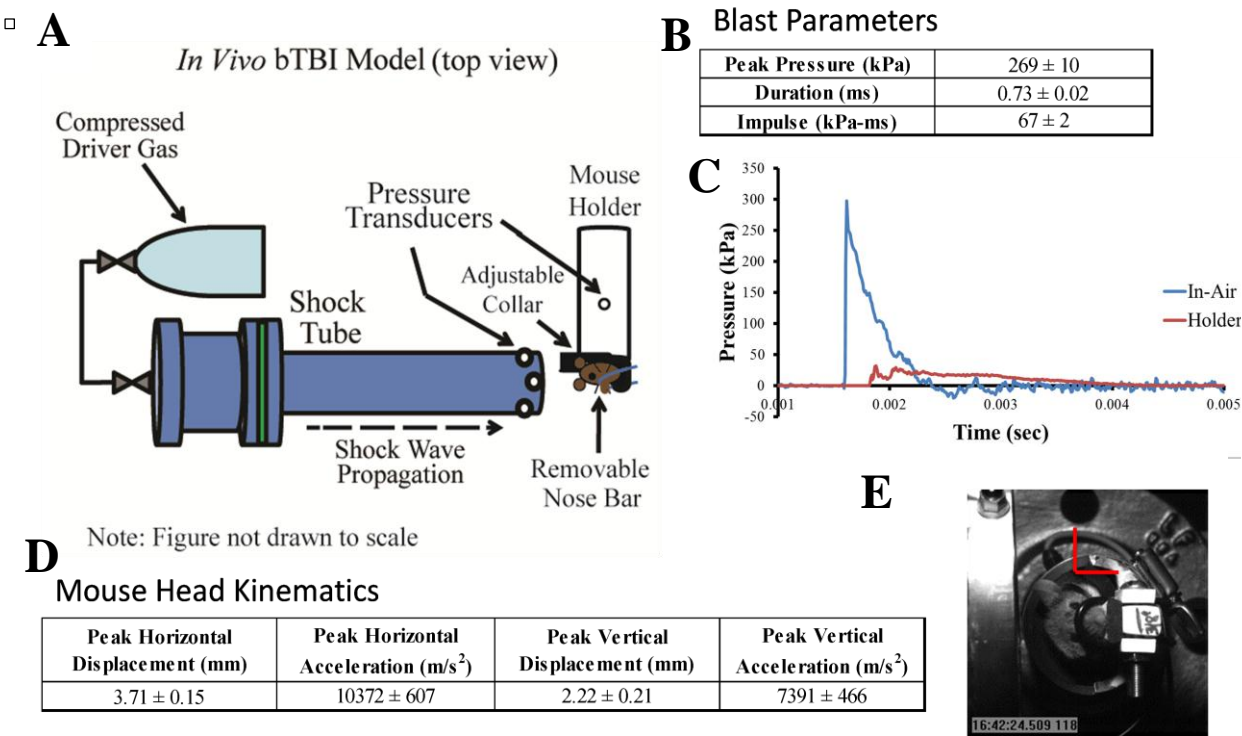 A
In Vivo bTBI Model (top view)
Compressed
Driver Gas
Pressure
Transducers
Mouse
Holder
Adjustable
Collar
Shock
Tube
Shock Wave
Propagation
Removable
Nose Bar
Note: Figure not drawn to scale
B
Blast Parameters
Peak Pressure (kPa) 269 ± 10
Duration (ms) 0.73 ± 0.02
Impulse (kPa-ms) 67 ± 2
C
Pressure (kPa)
350
300
250
200
150
100
50
0
-50
0.001 0.002 0.003 0.004 0.005
Time (sec)
In-Air
Holder
D
Mouse Head Kinematics
Peak Horizontal Displacement (mm) Peak Horizontal Acceleration (m/s²) Peak Vertical Displacement (mm) Peak Vertical Acceleration (m/s²)
3.71 ± 0.15 10372 ± 607 2.22 ± 0.21 7391 ± 466
E
16:42:24.509 118